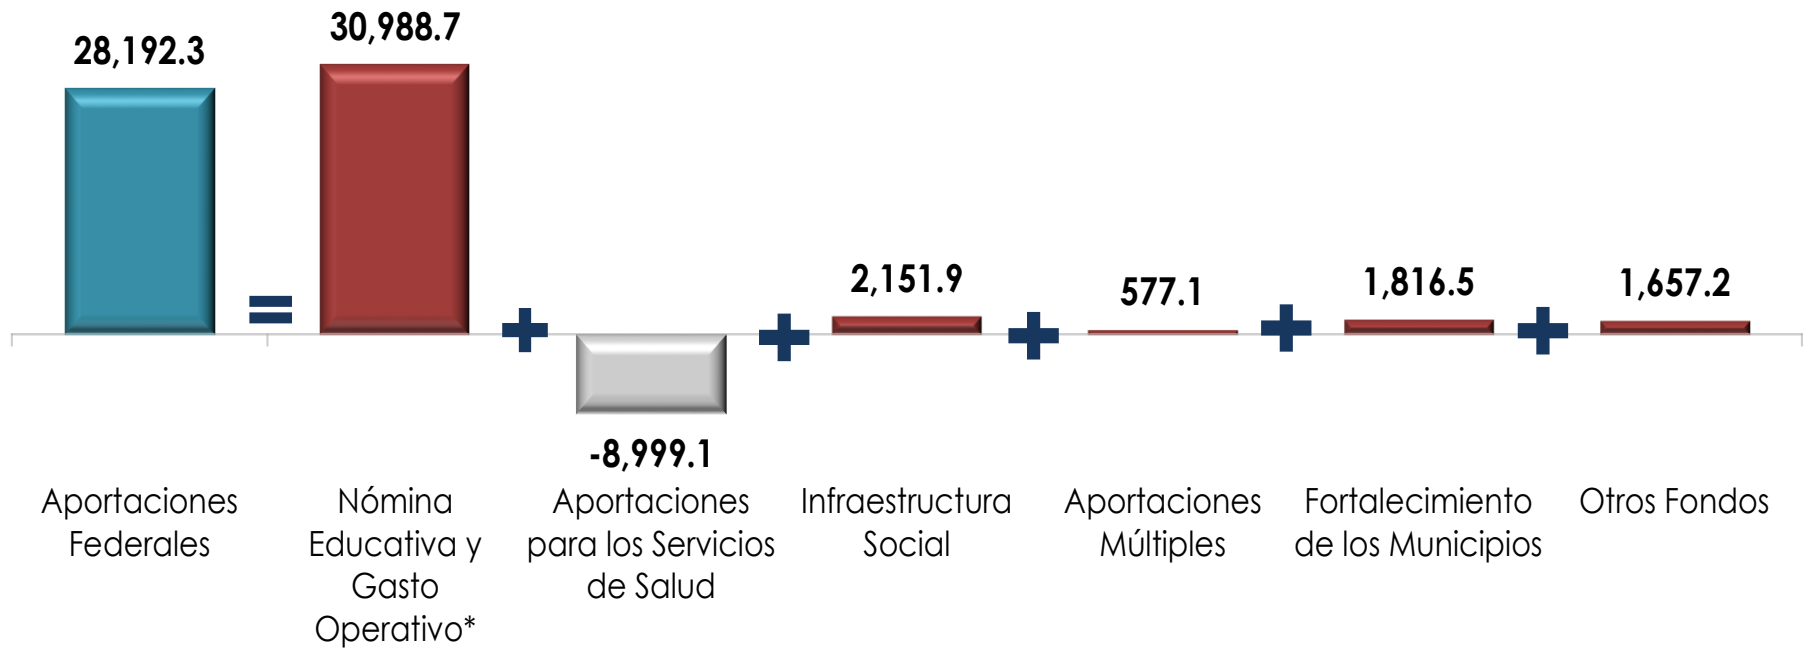 28,192.3
30,988.7
-8,999.1
2,151.9
577.1
1,816.5
1,657.2
=
+
+
+
+
+
Aportaciones
Federales
Nómina
Educativa y
Gasto
Operativo*
Aportaciones
para los Servicios
de Salud
Infraestructura
Social
Aportaciones
Múltiples
Fortalecimiento
de los Municipios
Otros Fondos